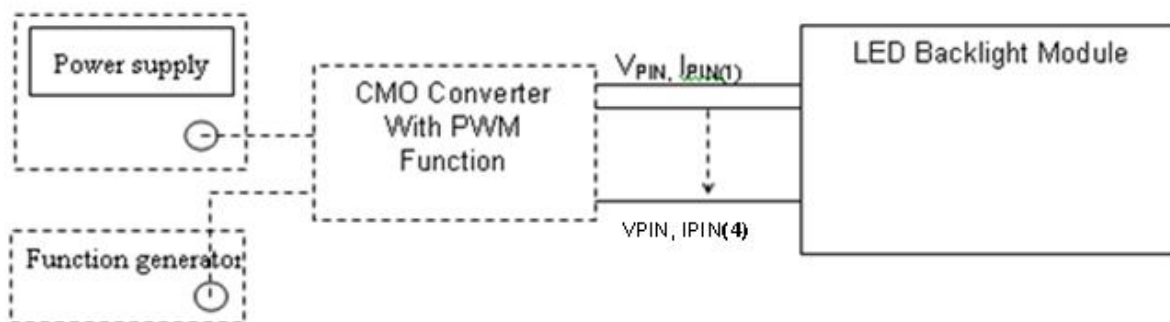 Power supply
CMO Converter
With PWM
Function
VPIN, IPIN(1)
LED Backlight Module
VPIN, IPIN(4)
Function generator